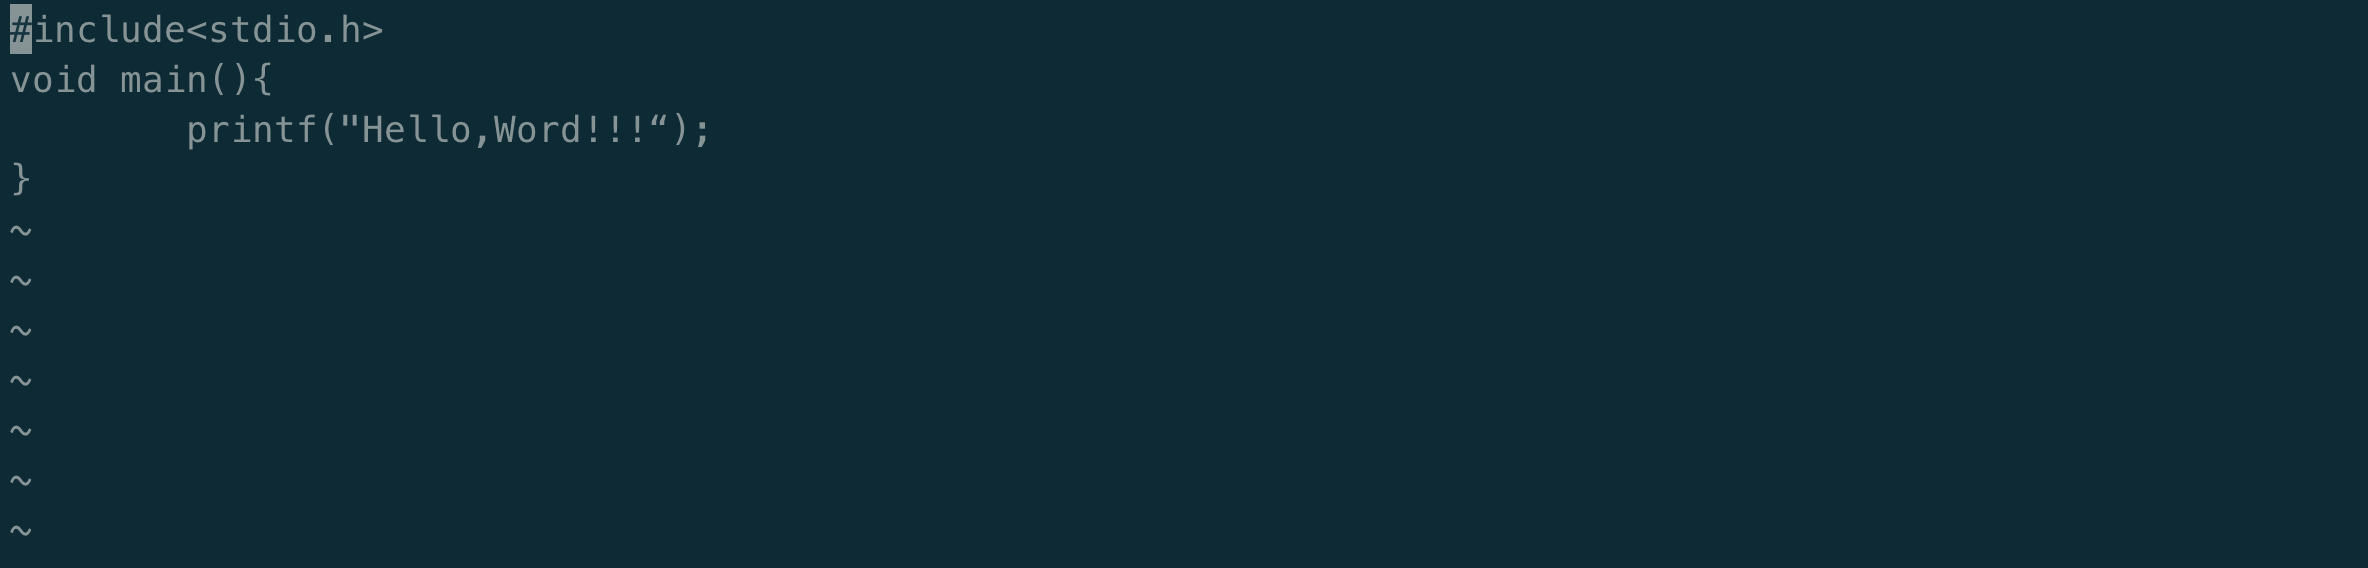 #include<stdio.h>
void main(){
        printf("Hello,Word!!!“);
}
~
~
~
~
~
~
~